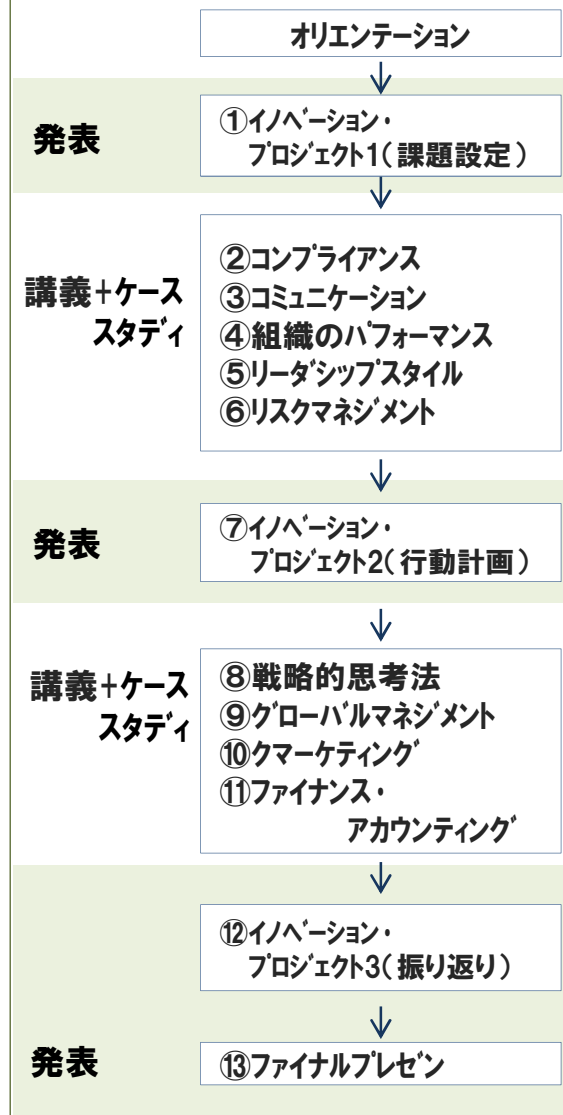 オリエンテーション
発表
①イノベーション・
プロジェクト1(課題設定)
講義+ケース
スタディ
②コンプライアンス
③コミュニケーション
④組織のパフォーマンス
⑤リーダシップスタイル
⑥リスクマネジメント
発表
⑦イノベーション・
プロジェクト2(行動計画)
講義+ケース
スタディ
⑧戦略的思考法
⑨グローバルマネジメント
⑩クマーケティング
⑪ファイナンス・
アカウンティング
⑫イノベーション・
プロジェクト3(振り返り)
発表
⑬ファイナルプレゼン